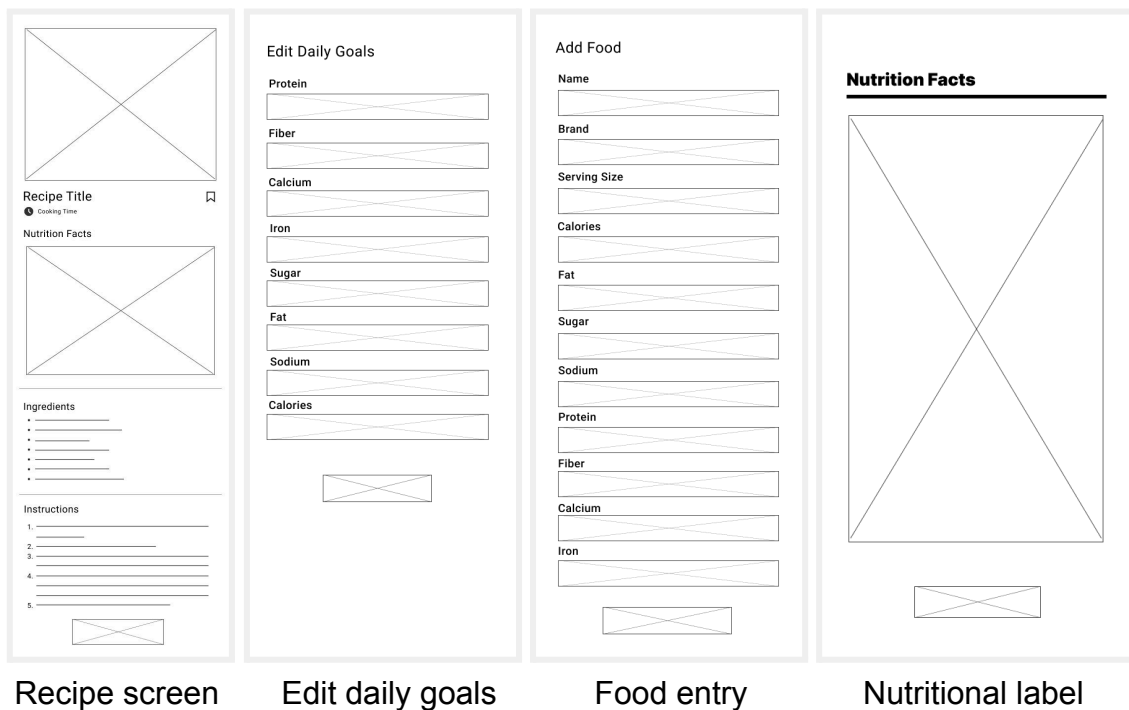 Recipe Title
Cooking Time
Nutrition Facts
Ingredients
Instructions
1.
2.
3.
4.
5.
Recipe screen
Edit Daily Goals
Protein
Fiber
Calcium
Iron
Sugar
Fat
Sodium
Calories
Edit daily goals
Add Food
Name
Brand
Serving Size
Calories
Fat
Sugar
Sodium
Protein
Fiber
Calcium
Iron
Food entry
Nutrition Facts
Nutritional label